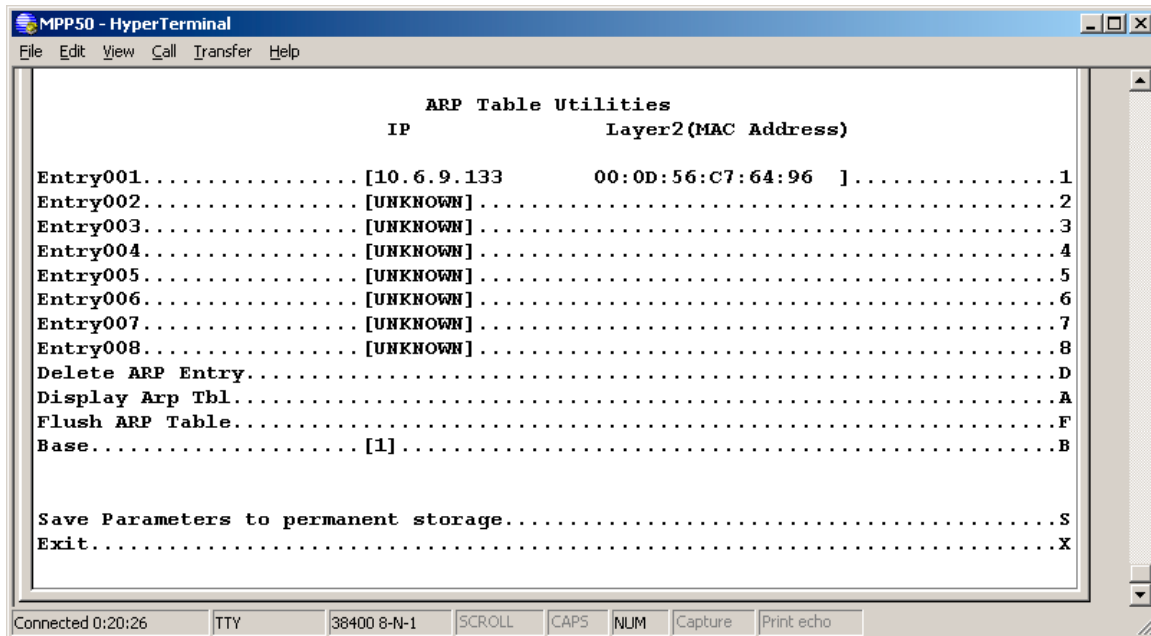 MPP50 - HyperTerminal
File Edit View Call Transfer Help
ARP Table Utilities
IP Layer2(MAC Address)
Entry001................[10.6.9.133 00:0D:56:C7:64:96 ]...............1
Entry002................[UNKNOWN]..........................................2
Entry003................[UNKNOWN]..........................................3
Entry004................[UNKNOWN]..........................................4
Entry005................[UNKNOWN]..........................................5
Entry006................[UNKNOWN]..........................................6
Entry007................[UNKNOWN]..........................................7
Entry008................[UNKNOWN]..........................................8
Delete ARP Entry...........................................................D
Display Arp Tbl............................................................A
Flush ARP Table............................................................F
Base....................[1]................................................B
Save Parameters to permanent storage........................................S
Exit.......................................................................X
Connected 0:20:26 TTY 38400 8-N-1 SCROLL CAPS NUM Capture Print echo